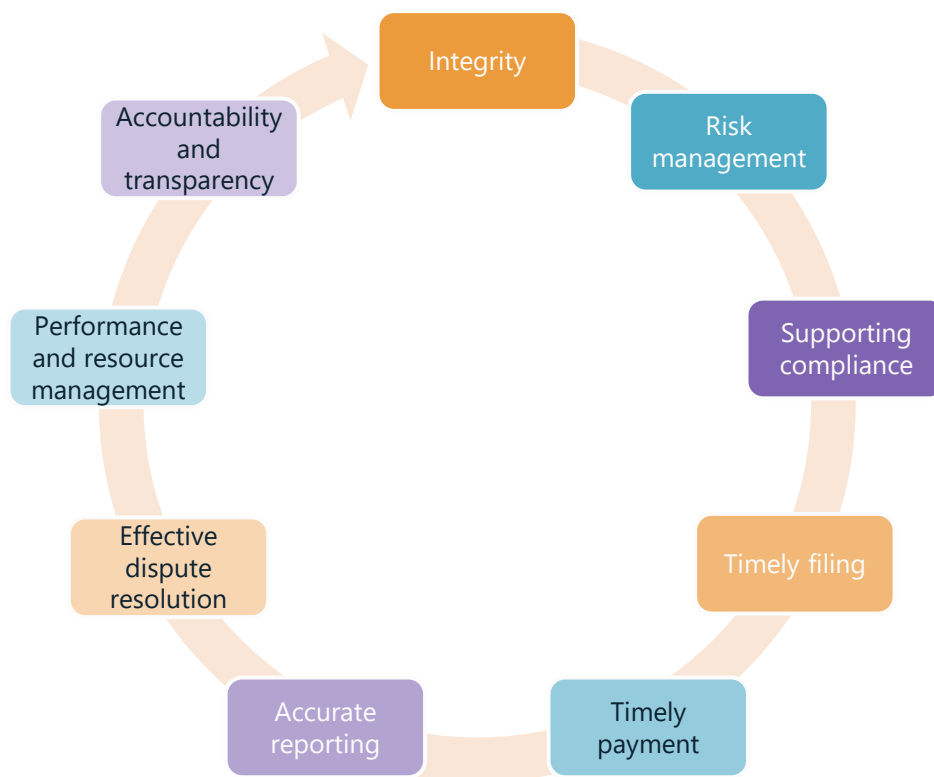 Integrity
Risk
management
Supporting
compliance
Timely filing
Timely
payment
Accurate
reporting
Effective
dispute
resolution
Performance
and resource
management
Accountability
and
transparency